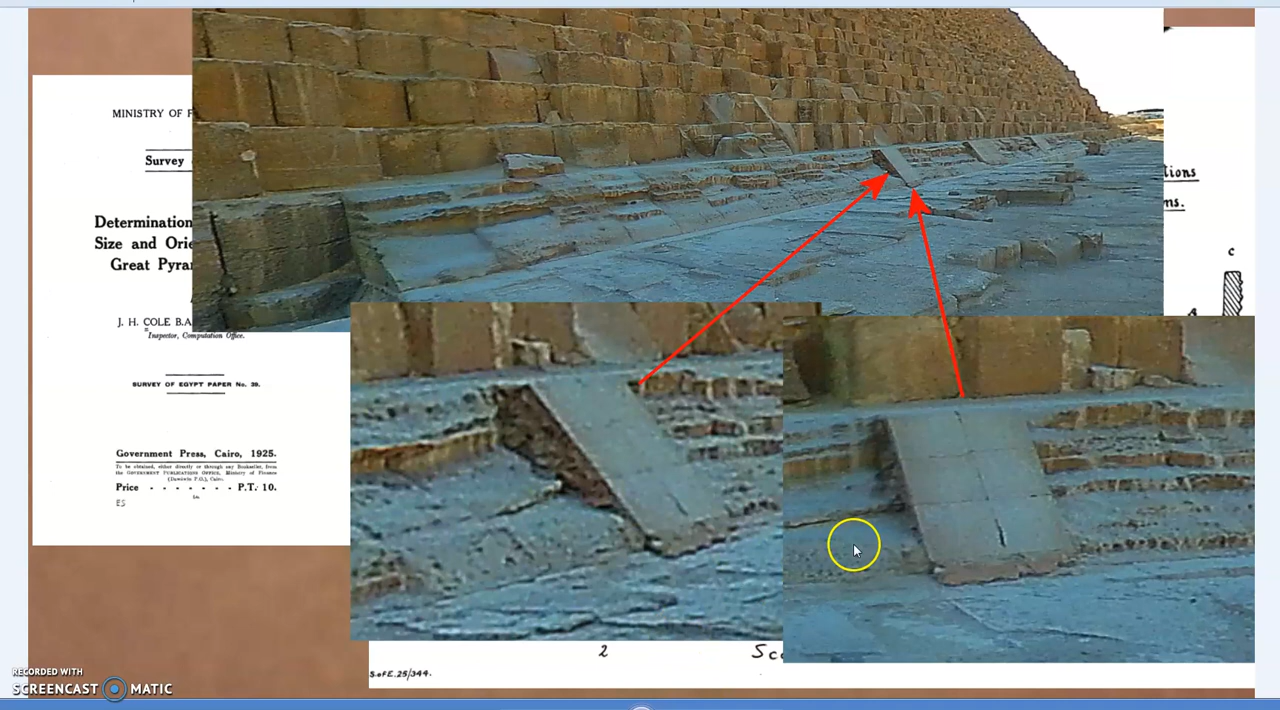 MINISTRY OF F
Survey
Determination
Size and Orie
Great Pyra
J. H. COLE B.A.
Inspector, Computation Office.
SURVEY OF EGYPT PAPER No. 39.
Government Press, Cairo, 1925.
To be obtained, either directly or through any Bookseller, from
the GOVERNMENT PUBLICATIONS OFFICE, Ministry of Finance
(Dawawin P.O.), Cairo.
Price - - - - - - - P.T. 10.
ES
tions
ns.
C
A
2
Sc
S.ofE.25/344.
RECORDED WITH
SCREENCAST MATIC